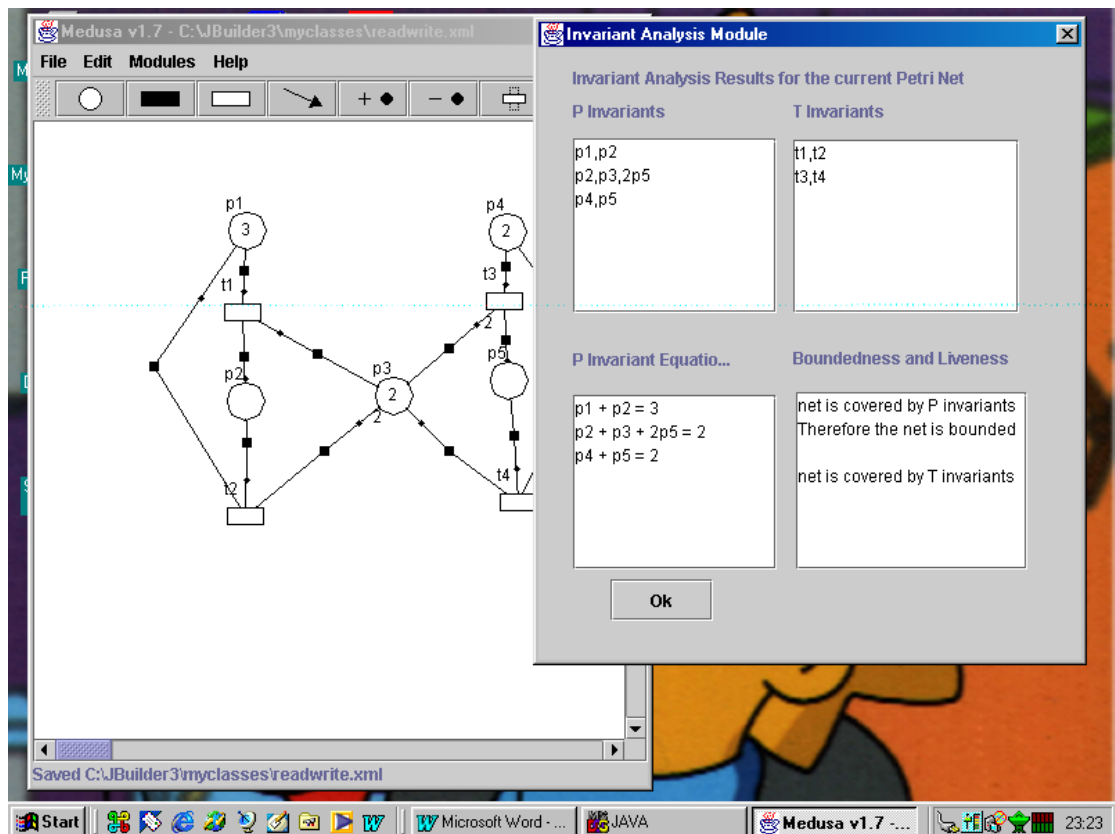 Medusa v1.7 - C:\JBuilder3\myclasses\readwrite.xml
File Edit Modules Help
+
−
p1
3
p4
2
t1
t3
2
p2
p3
2
2
p5
t2
t4
Saved C:\JBuilder3\myclasses\readwrite.xml
Invariant Analysis Module
Invariant Analysis Results for the current Petri Net
P Invariants
p1,p2
p2,p3,2p5
p4,p5
T Invariants
t1,t2
t3,t4
P Invariant Equatio...
p1 + p2 = 3
p2 + p3 + 2p5 = 2
p4 + p5 = 2
Boundedness and Liveness
net is covered by P invariants
Therefore the net is bounded
net is covered by T invariants
Ok
My
Start
Microsoft Word - ...
JAVA
Medusa v1.7 -...
23:23